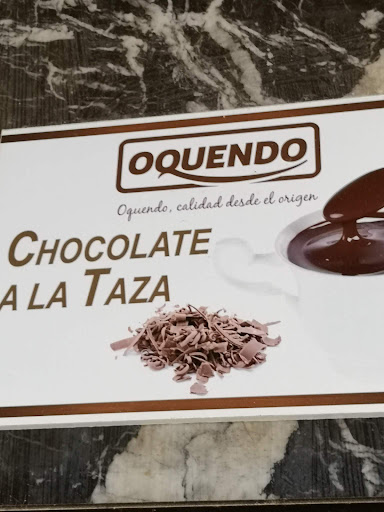 OQUENDO
Oquendo, calidad desde el origen
CHOCOLATE
A LA TAZA